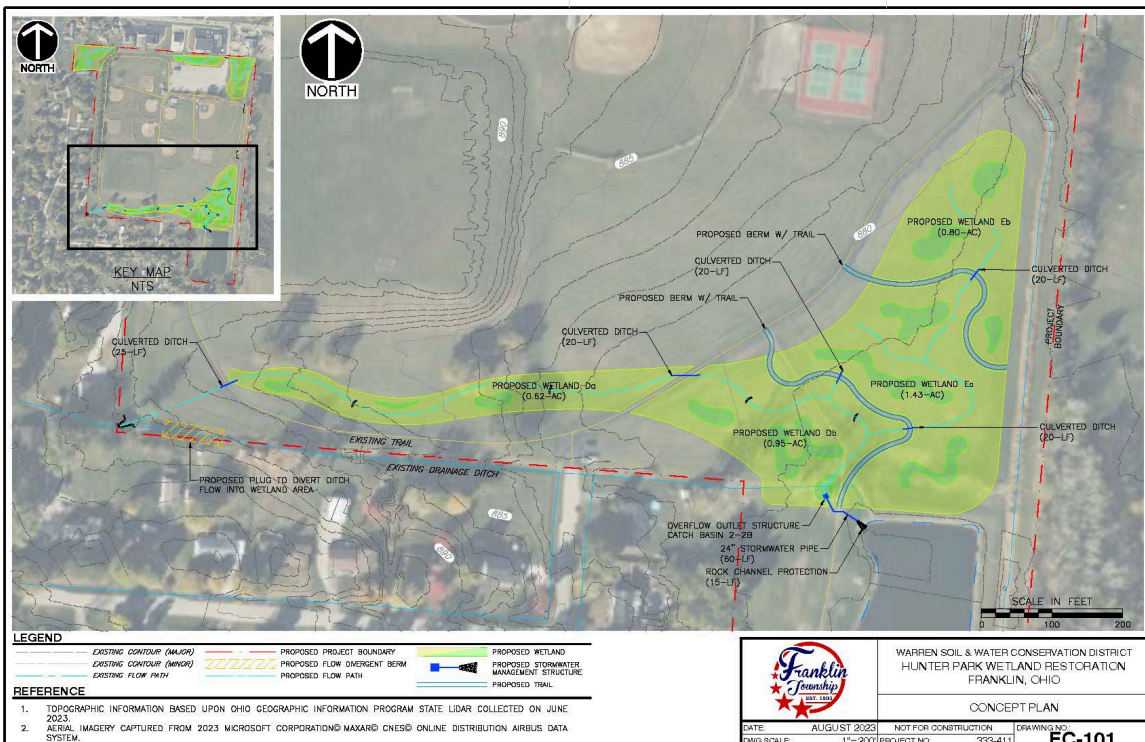 NORTH
KEY MAP
NTS
NORTH
880
885
880
PROPOSED WETLAND Eb
(0.80-AC)
PROPOSED BERM W/ TRAIL
CULVERTED DITCH
(20-LF)
CULVERTED DITCH
(20-LF)
PROPOSED BERM W/ TRAIL
PROJECT
BOUNDARY
CULVERTED DITCH
(25-LF)
CULVERTED DITCH
(20-LF)
PROPOSED WETLAND Da
(0.62-AC)
PROPOSED WETLAND Ea
(1.43-AC)
PROPOSED WETLAND Db
(0.95-AC)
CULVERTED DITCH
(20-LF)
EXISTING TRAIL
EXISTING DRAINAGE DITCH
PROPOSED PLUG TO DIVERT DITCH
FLOW INTO WETLAND AREA
885
OVERFLOW OUTLET STRUCTURE
CATCH BASIN 2-2B
24" STORMWATER PIPE
(60-LF)
ROCK CHANNEL PROTECTION
(15-LF)
SCALE IN FEET
0 100 200
LEGEND
EXISTING CONTOUR (MAJOR)
EXISTING CONTOUR (MINOR)
EXISTING FLOW PATH
PROPOSED PROJECT BOUNDARY
PROPOSED FLOW DIVERGENT BERM
PROPOSED FLOW PATH
PROPOSED WETLAND
PROPOSED STORMWATER
MANAGEMENT STRUCTURE
PROPOSED TRAIL
REFERENCE
1. TOPOGRAPHIC INFORMATION BASED UPON OHIO GEOGRAPHIC INFORMATION PROGRAM STATE LiDAR COLLECTED ON JUNE
2023.
2. AERIAL IMAGERY CAPTURED FROM 2023 MICROSOFT CORPORATION© MAXAR© CNES© ONLINE DISTRIBUTION AIRBUS DATA
SYSTEM.
Franklin
Township
EST.
WARREN SOIL & WATER CONSERVATION DISTRICT
HUNTER PARK WETLAND RESTORATION
FRANKLIN, OHIO
CONCEPT PLAN
DATE: AUGUST 2023 NOT FOR CONSTRUCTION DRAWING NO.:
DWG SCALE: 1"=200' PROJECT NO: 333-411 EC-101